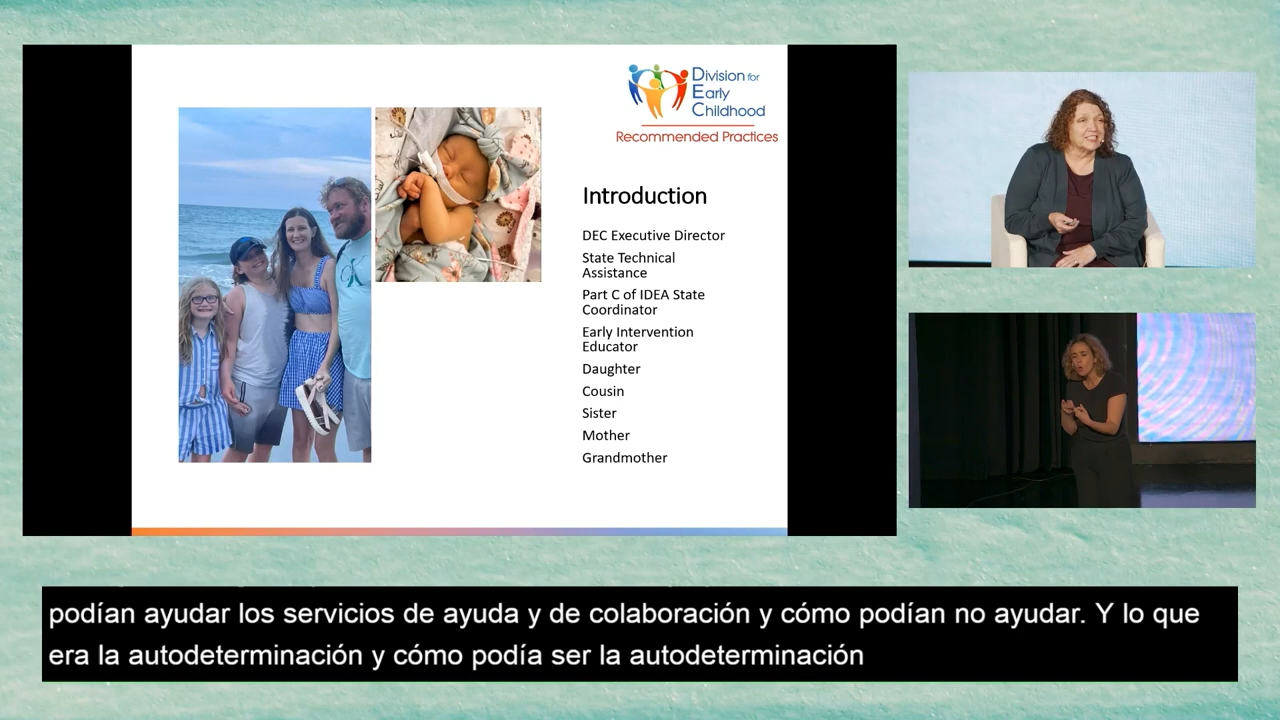 Division for
Early
Childhood
Recommended Practices
Introduction
DEC Executive Director
State Technical
Assistance
Part C of IDEA State
Coordinator
Early Intervention
Educator
Daughter
Cousin
Sister
Mother
Grandmother
podían ayudar los servicios de ayuda y de colaboración y cómo podían no ayudar. Y lo que
era la autodeterminación y cómo podía ser la autodeterminación